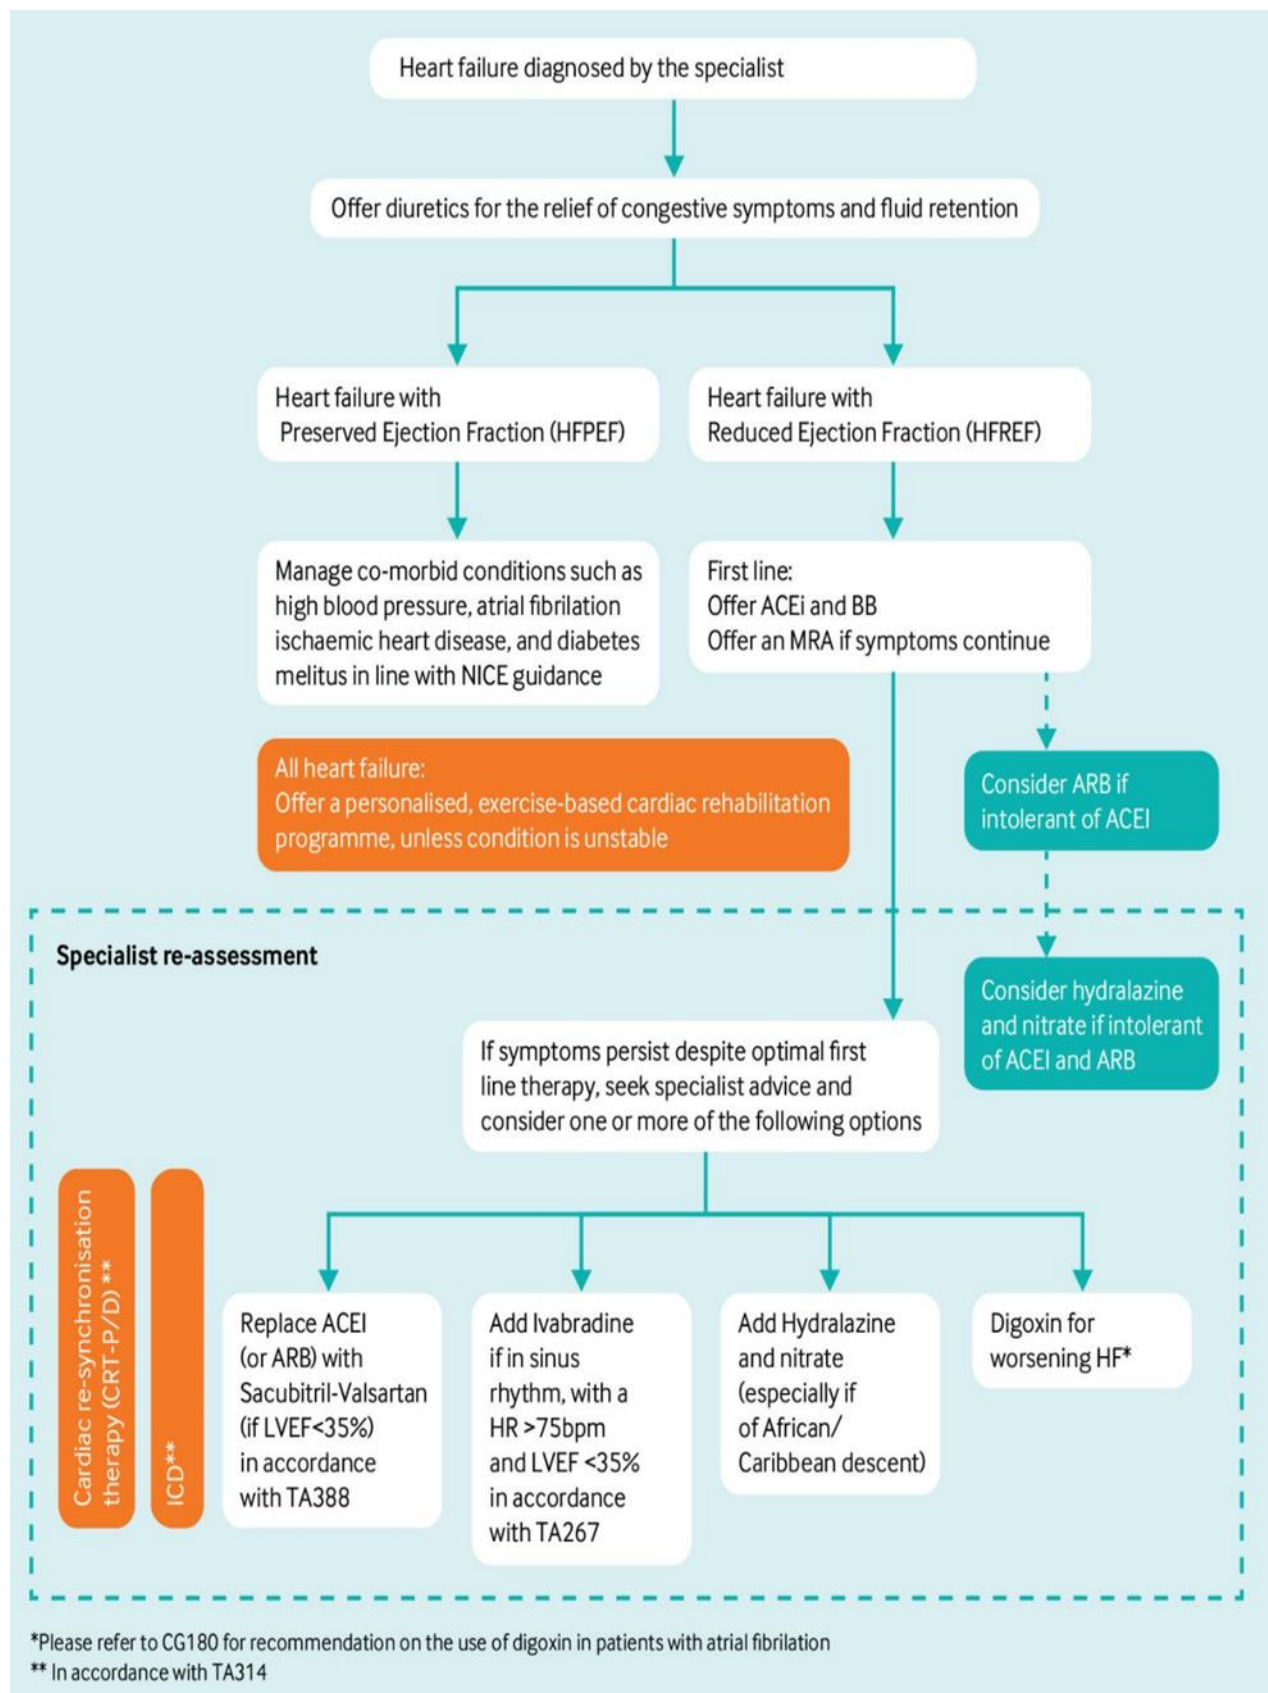 Heart failure diagnosed by the specialist
Offer diuretics for the relief of congestive symptoms and fluid retention
Heart failure with
Preserved Ejection Fraction (HFPEF)
Heart failure with
Reduced Ejection Fraction (HFREF)
Manage co-morbid conditions such as
high blood pressure, atrial fibrilation
ischaemic heart disease, and diabetes
melitus in line with NICE guidance
First line:
Offer ACEi and BB
Offer an MRA if symptoms continue
All heart failure:
Offer a personalised, exercise-based cardiac rehabilitation
programme, unless condition is unstable
Consider ARB if
intolerant of ACEI
Specialist re-assessment
Consider hydralazine
and nitrate if intolerant
of ACEI and ARB
If symptoms persist despite optimal first
line therapy, seek specialist advice and
consider one or more of the following options
Cardiac re-synchronisation
therapy (CRT-P/D) **
ICD**
Replace ACEI
(or ARB) with
Sacubitril-Valsartan
(if LVEF<35%)
in accordance
with TA388
Add Ivabradine
if in sinus
rhythm, with a
HR >75bpm
and LVEF <35%
in accordance
with TA267
Add Hydralazine
and nitrate
(especially if
of African/
Caribbean descent)
Digoxin for
worsening HF*
*Please refer to CG180 for recommendation on the use of digoxin in patients with atrial fibrilation
** In accordance with TA314